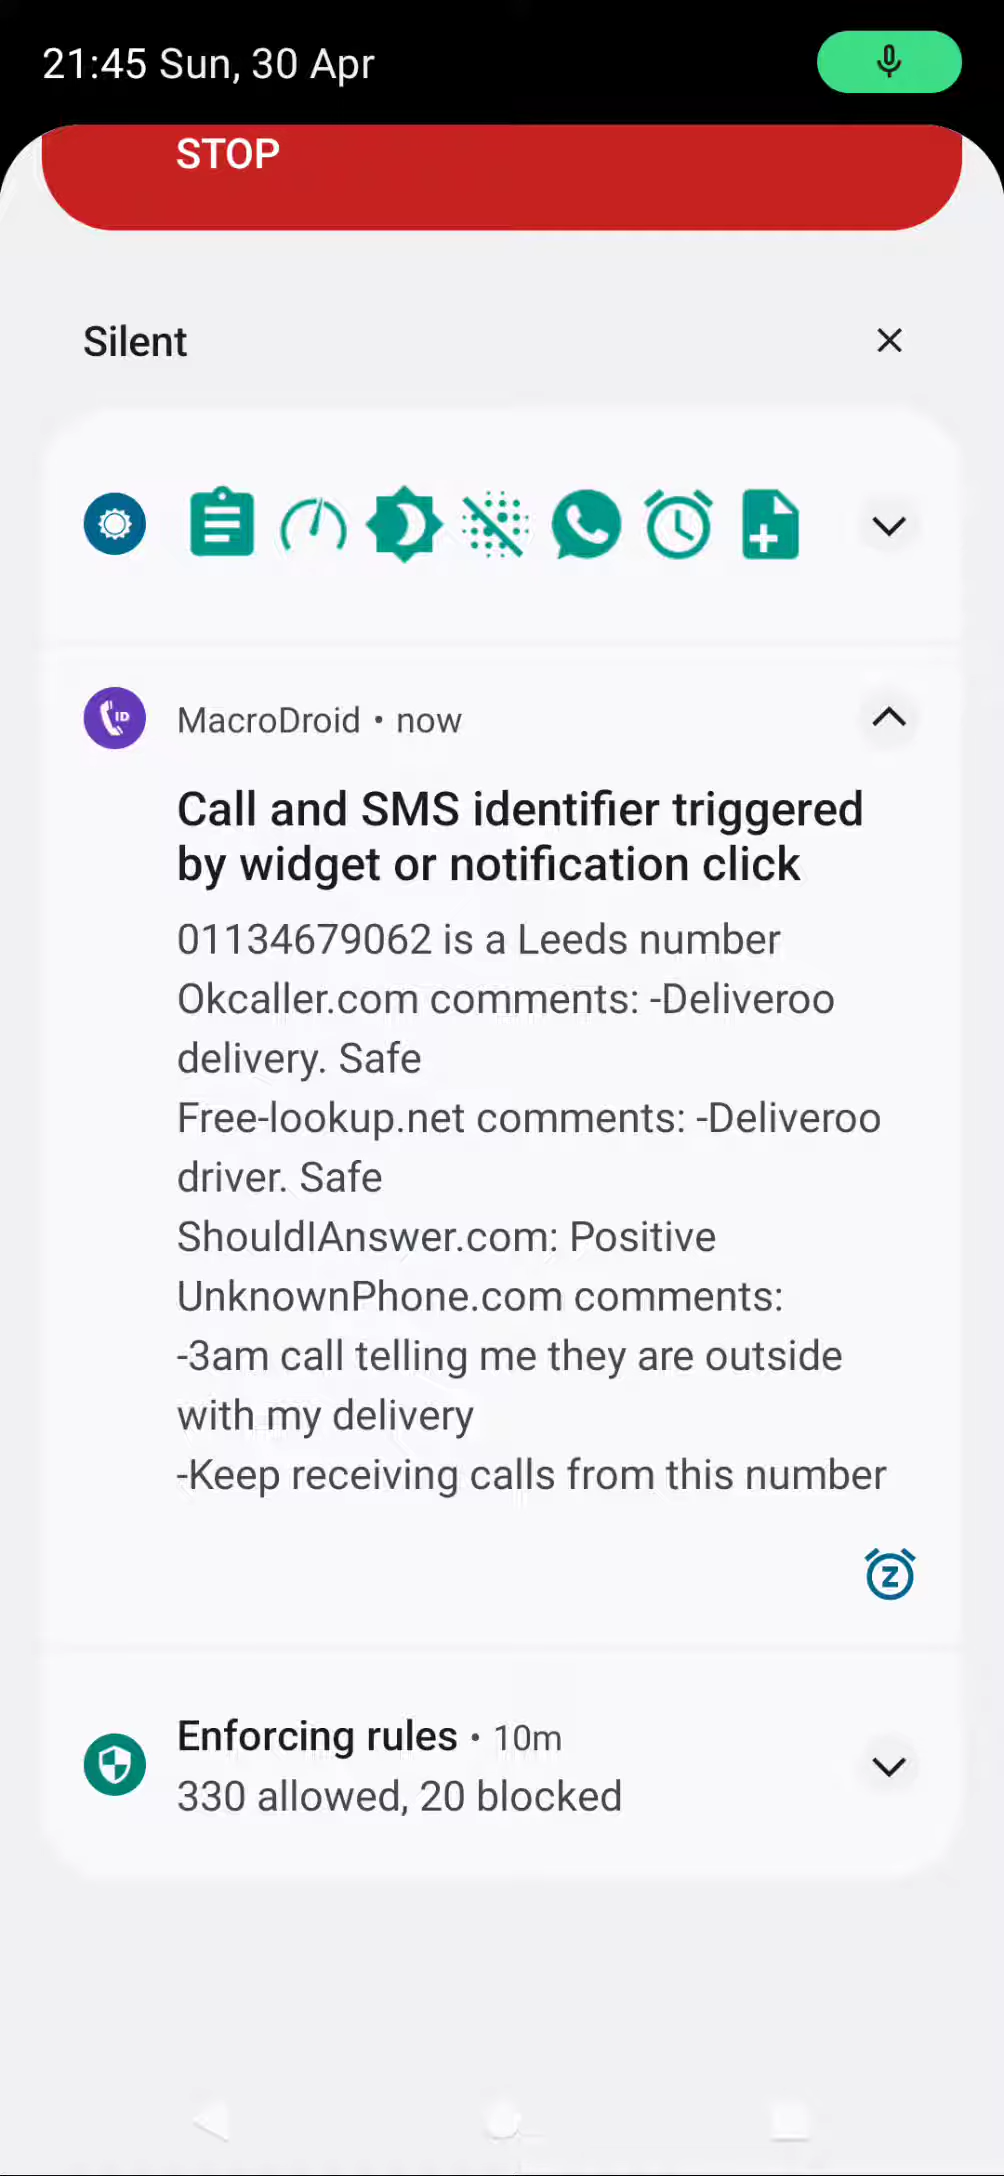 21:45 Sun, 30 Apr
STOP
Silent
ID
MacroDroid • now
Call and SMS identifier triggered
by widget or notification click
01134679062 is a Leeds number
Okcaller.com comments: -Deliveroo
delivery. Safe
Free-lookup.net comments: -Deliveroo
driver. Safe
ShouldIAnswer.com: Positive
UnknownPhone.com comments:
-3am call telling me they are outside
with my delivery
-Keep receiving calls from this number
Z
Enforcing rules • 10m
330 allowed, 20 blocked